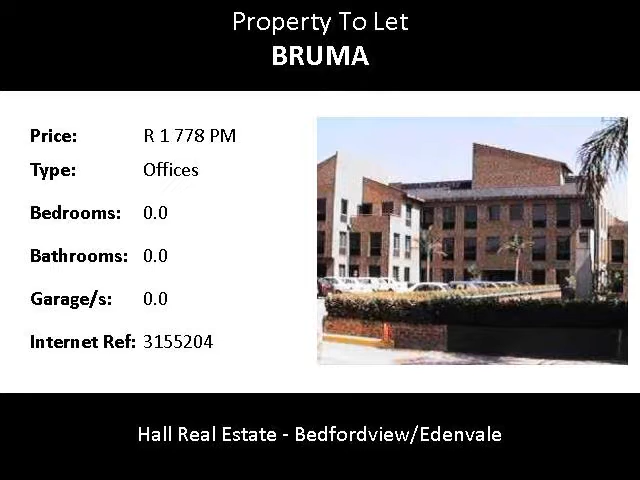 Property To Let
BRUMA
Price: R 1 778 PM
Type: Offices
Bedrooms: 0.0
Bathrooms: 0.0
Garage/s: 0.0
Internet Ref: 3155204
Hall Real Estate - Bedfordview/Edenvale